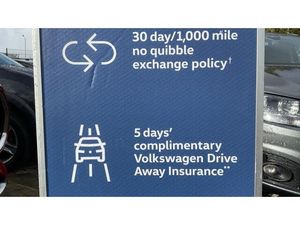 30 day/1,000 mile
no quibble
exchange policy†
5 days'
complimentary
Volkswagen Drive
Away Insurance**